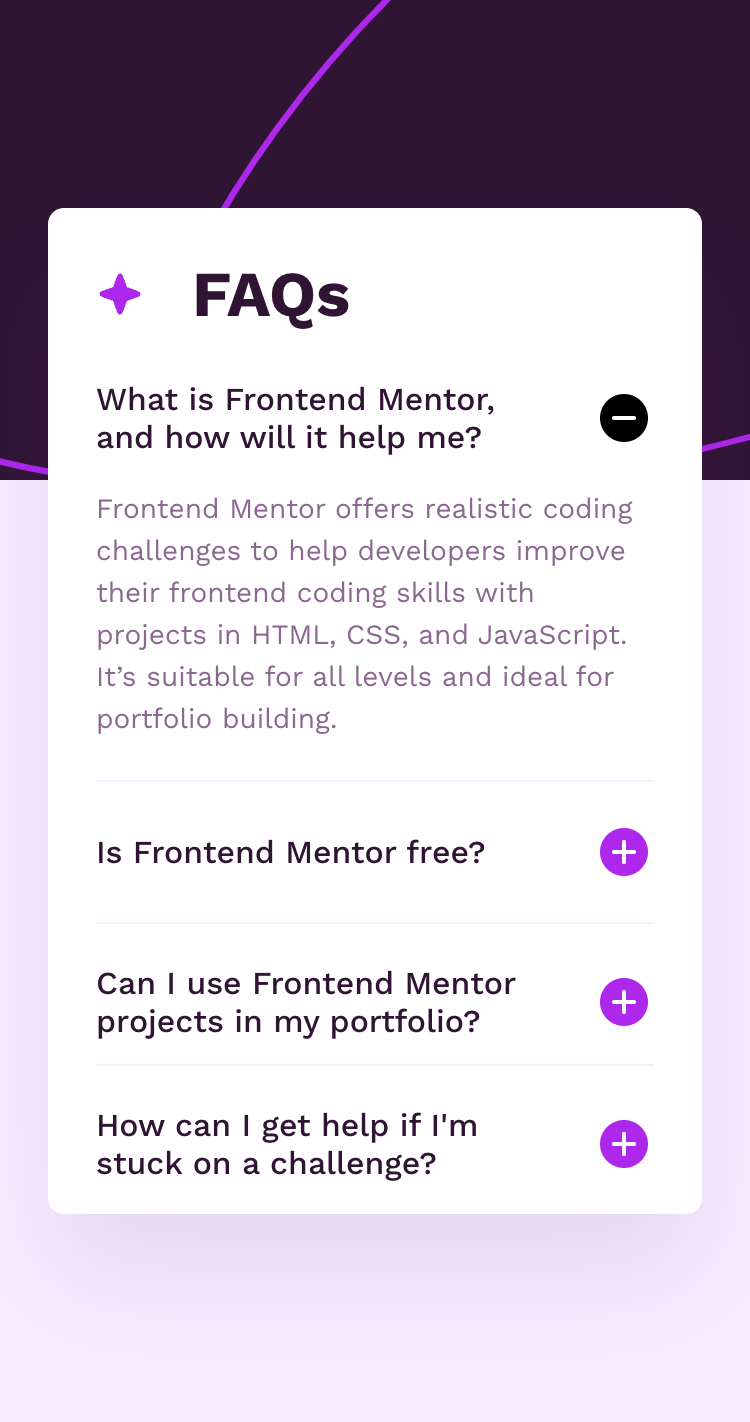 FAQs
What is Frontend Mentor,
and how will it help me?
Frontend Mentor offers realistic coding
challenges to help developers improve
their frontend coding skills with
projects in HTML, CSS, and JavaScript.
It’s suitable for all levels and ideal for
portfolio building.
Is Frontend Mentor free?
Can I use Frontend Mentor
projects in my portfolio?
How can I get help if I'm
stuck on a challenge?